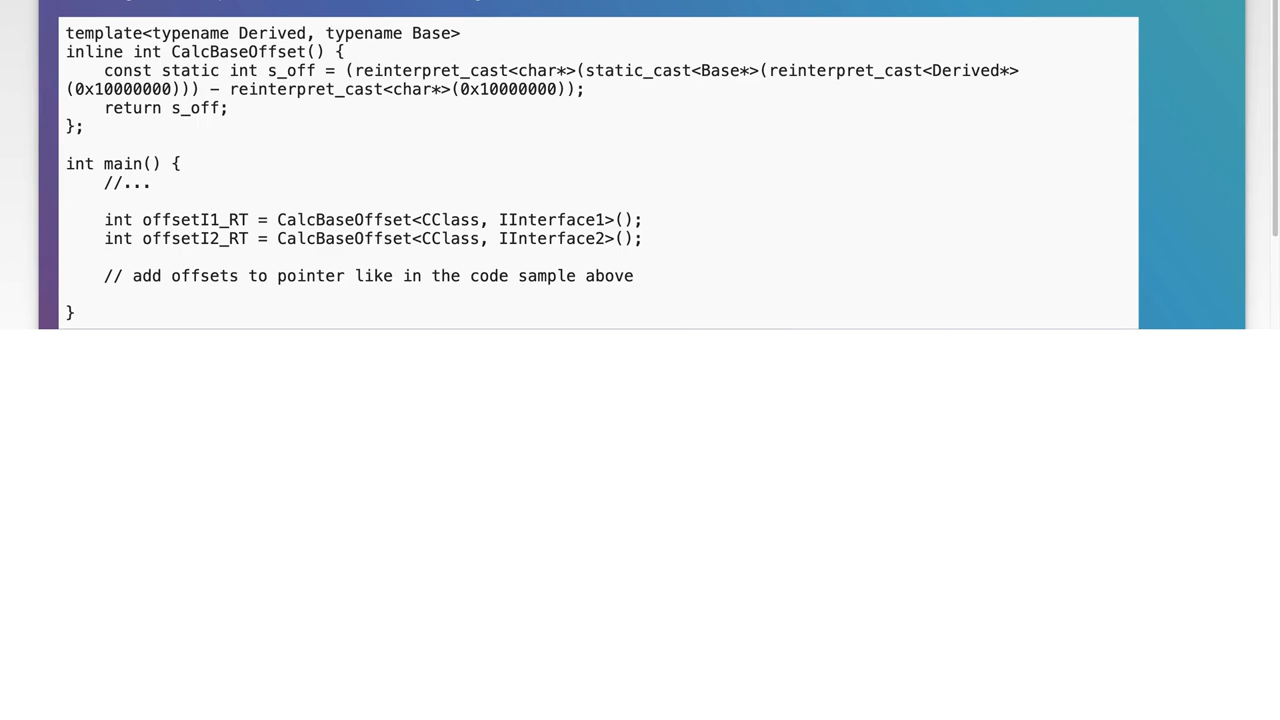 template<typename Derived, typename Base>
inline int CalcBaseOffset() {
    const static int s_off = (reinterpret_cast<char*>(static_cast<Base*>(reinterpret_cast<Derived*>
(0x10000000))) - reinterpret_cast<char*>(0x10000000));
    return s_off;
};

int main() {
    //...

    int offsetI1_RT = CalcBaseOffset<CClass, IInterface1>();
    int offsetI2_RT = CalcBaseOffset<CClass, IInterface2>();

    // add offsets to pointer like in the code sample above

}